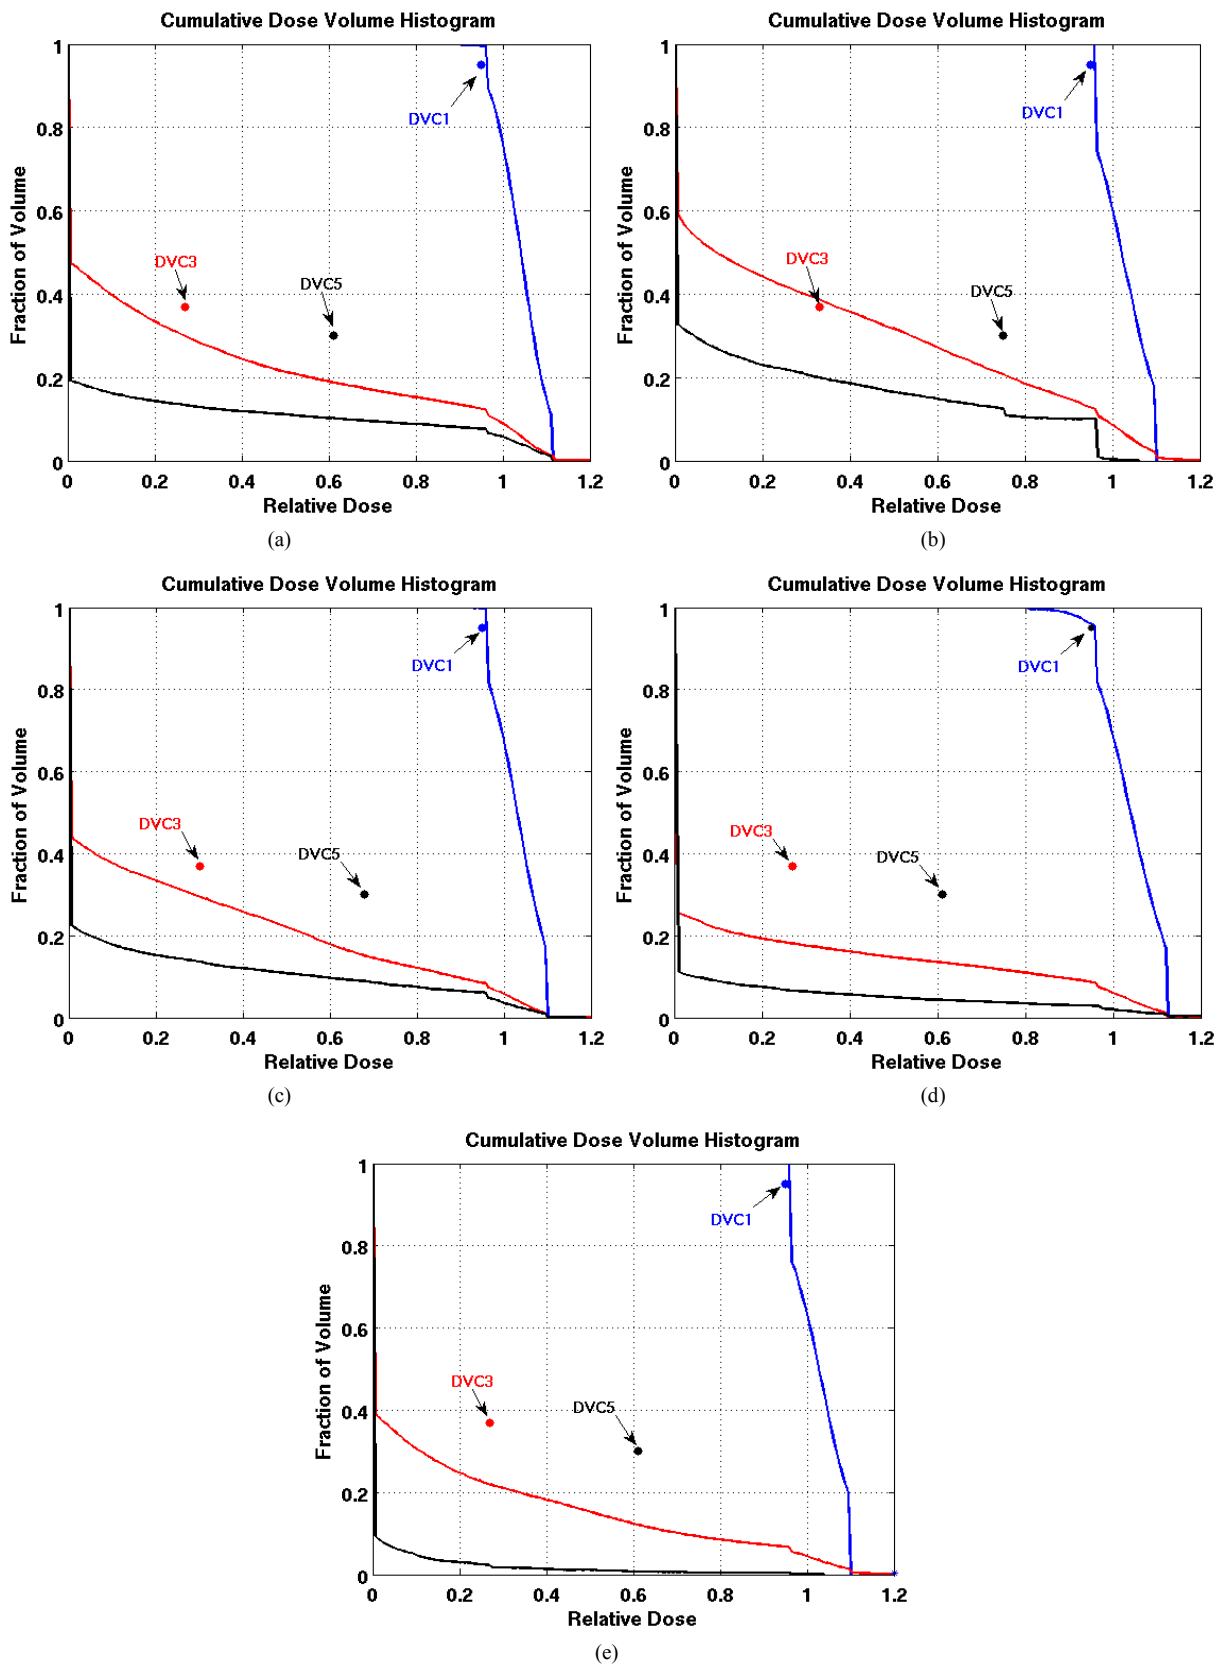 Cumulative Dose Volume Histogram
1
0.8
0.6
0.4
0.2
0
Fraction of Volume
DVC1
DVC3
DVC5
0 0.2 0.4 0.6 0.8 1 1.2
Relative Dose
(a)
Cumulative Dose Volume Histogram
1
0.8
0.6
0.4
0.2
0
Fraction of Volume
DVC1
DVC3
DVC5
0 0.2 0.4 0.6 0.8 1 1.2
Relative Dose
(b)
Cumulative Dose Volume Histogram
1
0.8
0.6
0.4
0.2
0
Fraction of Volume
DVC1
DVC3
DVC5
0 0.2 0.4 0.6 0.8 1 1.2
Relative Dose
(c)
Cumulative Dose Volume Histogram
1
0.8
0.6
0.4
0.2
0
Fraction of Volume
DVC1
DVC3
DVC5
0 0.2 0.4 0.6 0.8 1 1.2
Relative Dose
(d)
Cumulative Dose Volume Histogram
1
0.8
0.6
0.4
0.2
0
Fraction of Volume
DVC1
DVC3
DVC5
0 0.2 0.4 0.6 0.8 1 1.2
Relative Dose
(e)